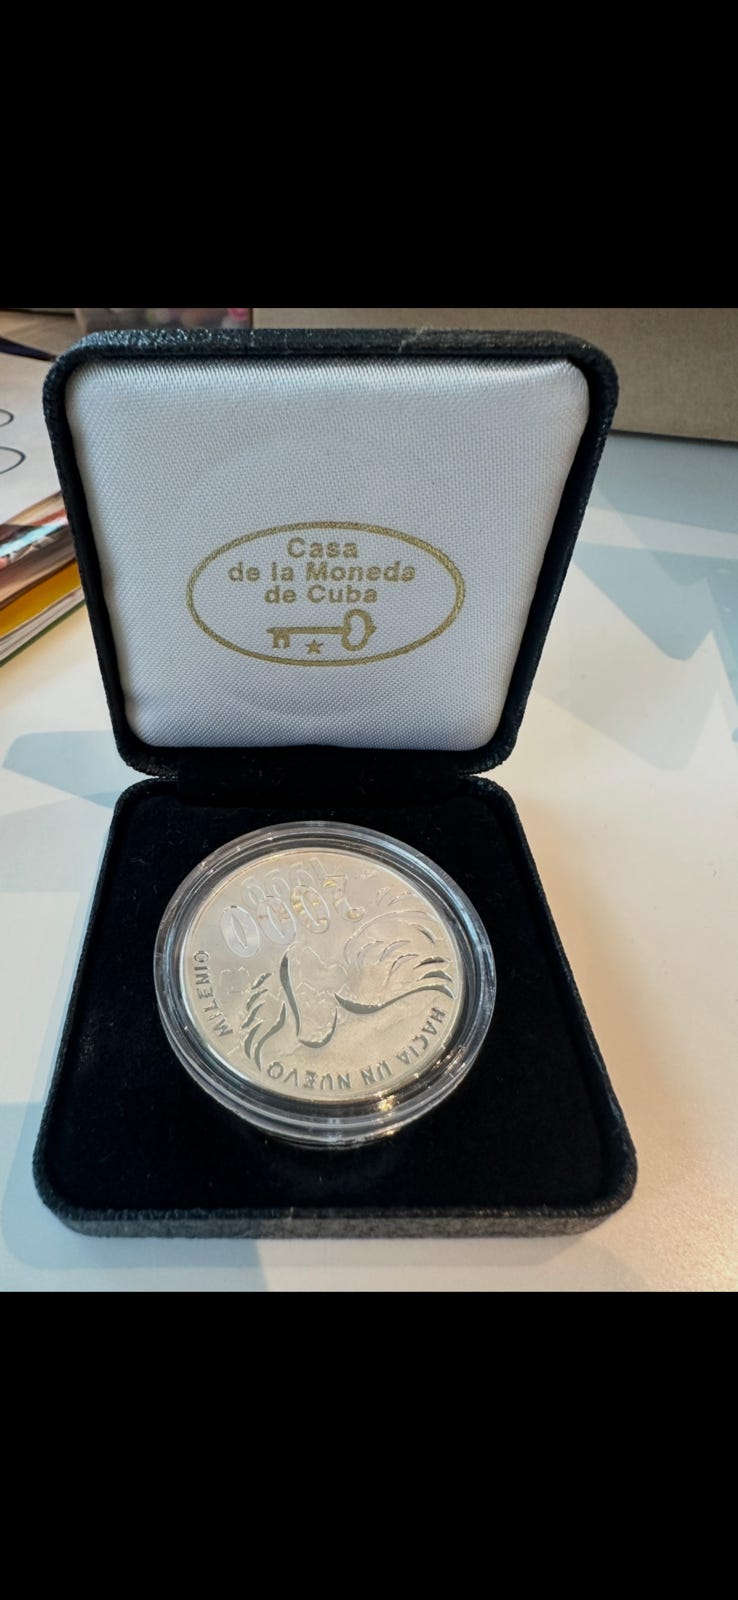 Casa
de la Moneda
de Cuba
HACIA UN NUEVO MILENIO
2000